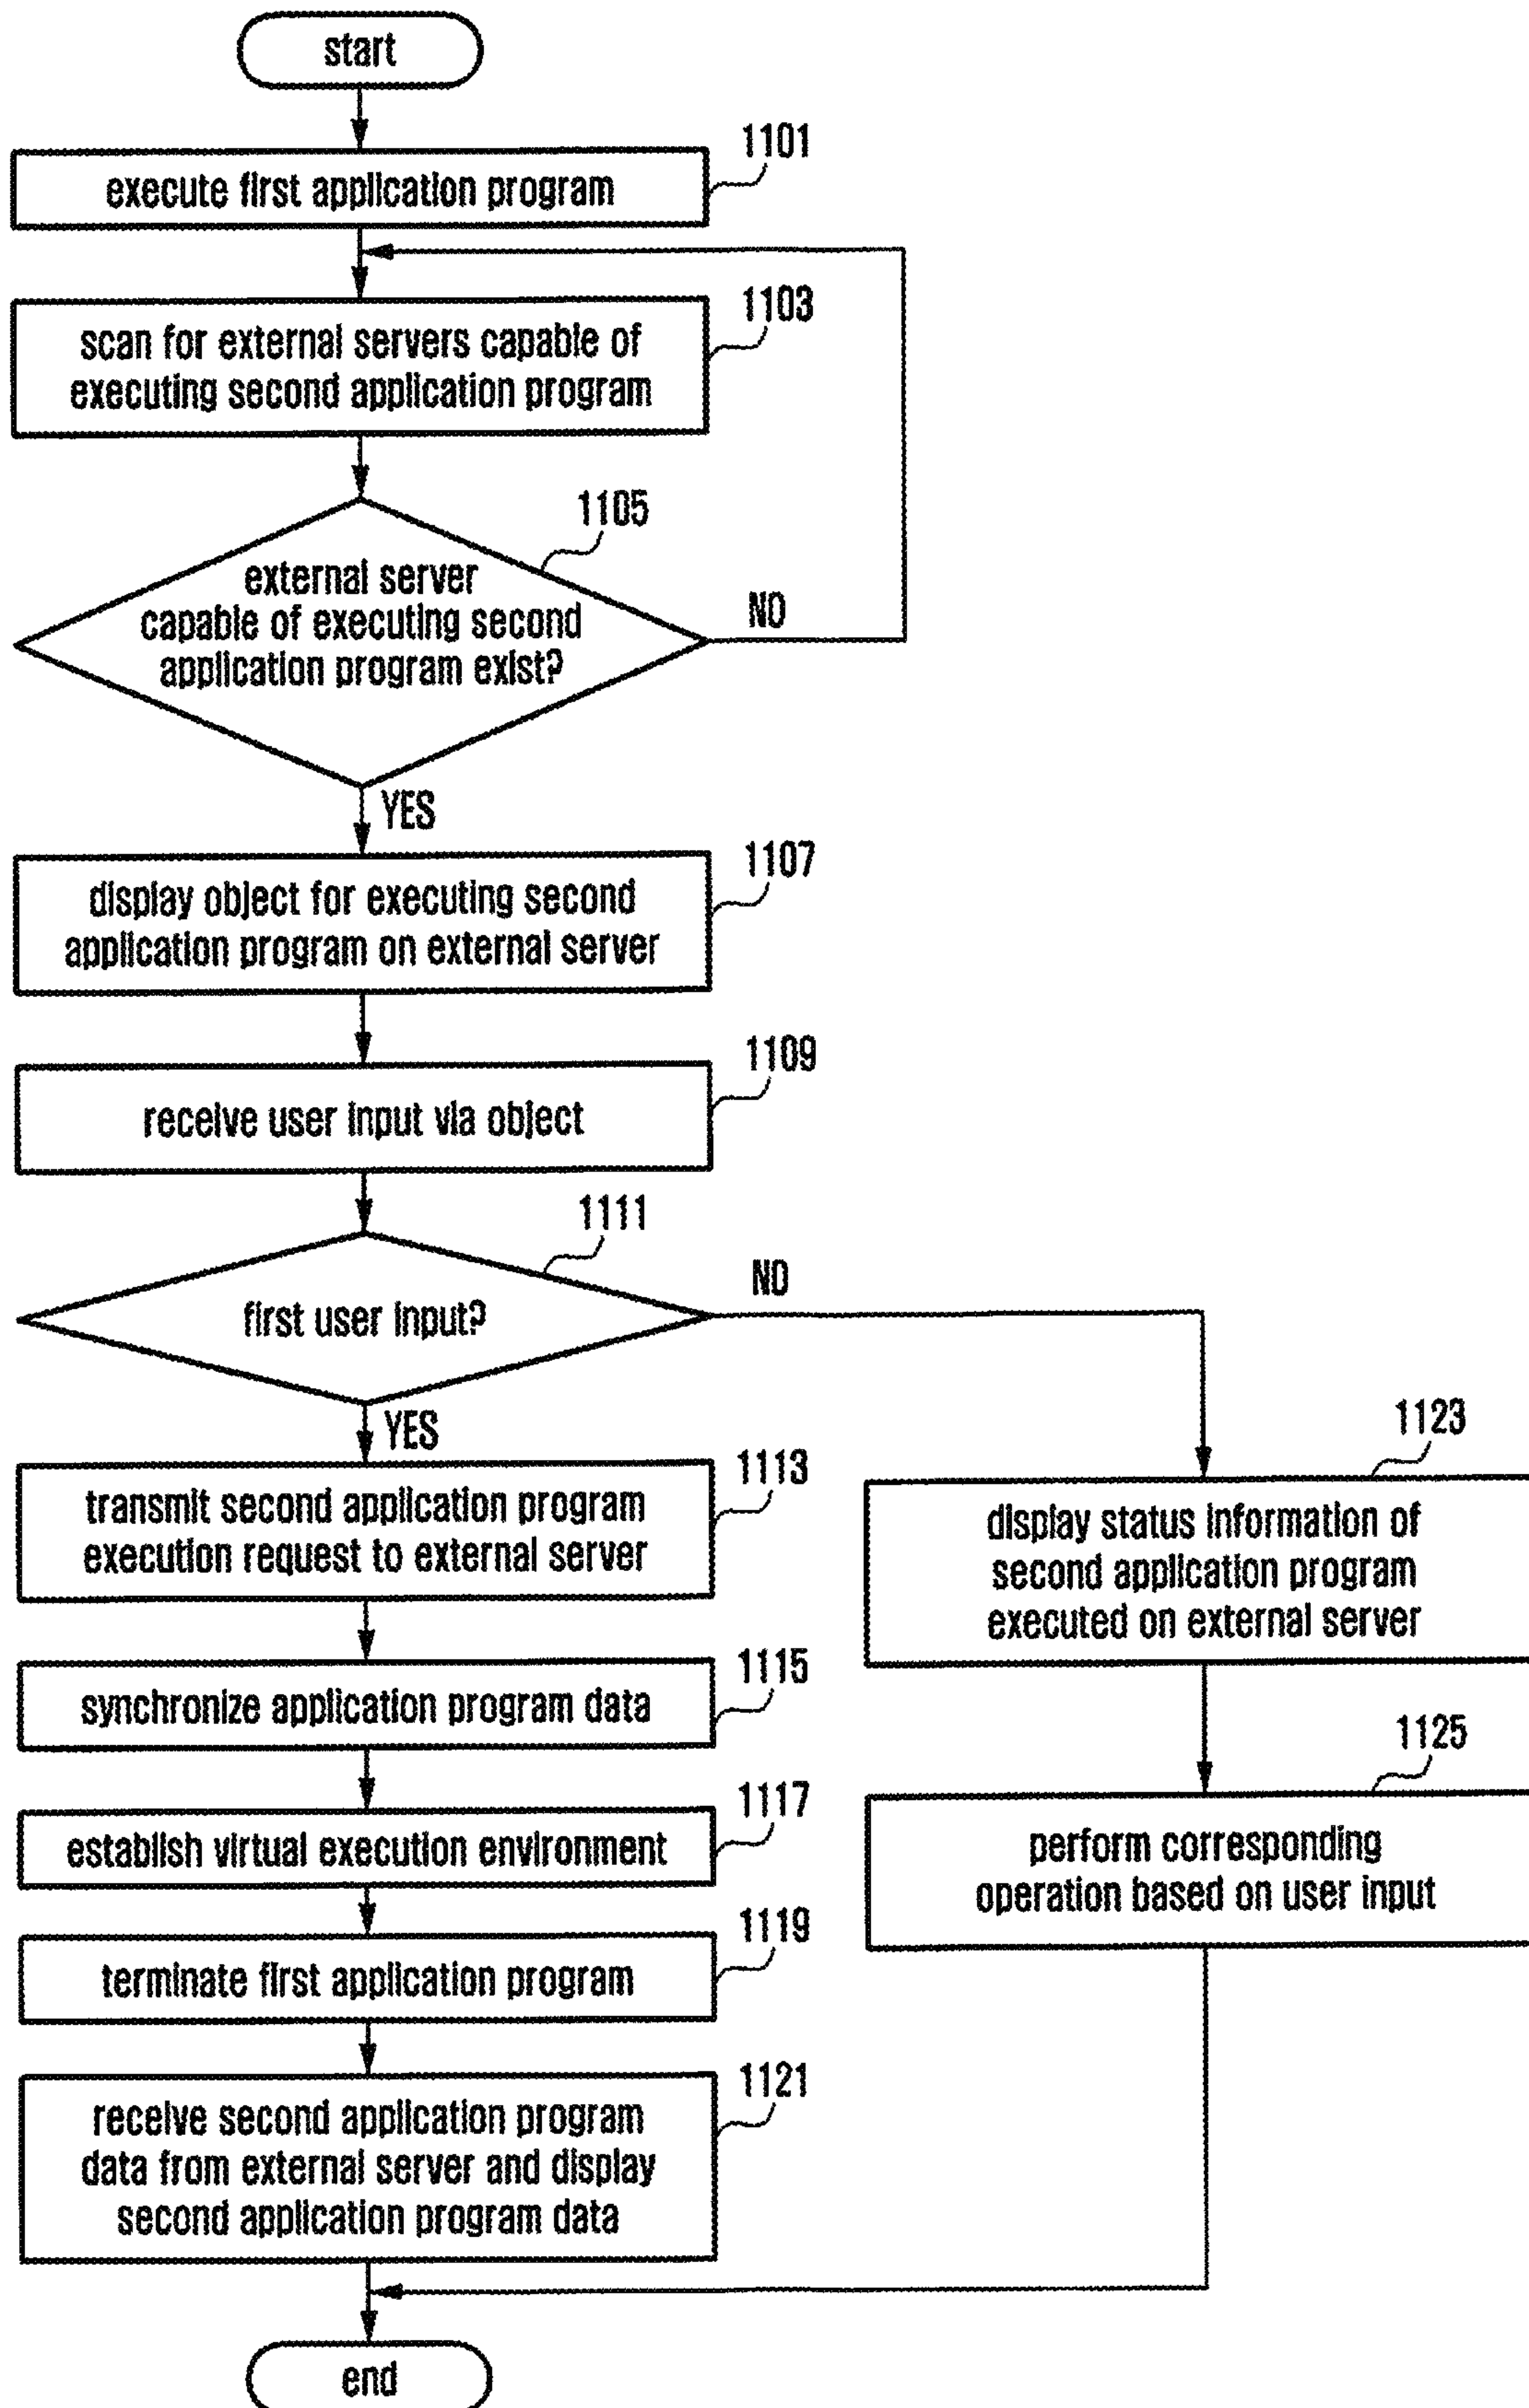 start
1101
execute first application program
1103
scan for external servers capable of
executing second application program
1105
external server
capable of executing second
application program exist?
NO
YES
1107
display object for executing second
application program on external server
1109
receive user input via object
1111
first user input?
NO
YES
1113
transmit second application program
execution request to external server
1115
synchronize application program data
1117
establish virtual execution environment
1119
terminate first application program
1121
receive second application program
data from external server and display
second application program data
1123
display status information of
second application program
executed on external server
1125
perform corresponding
operation based on user input
end